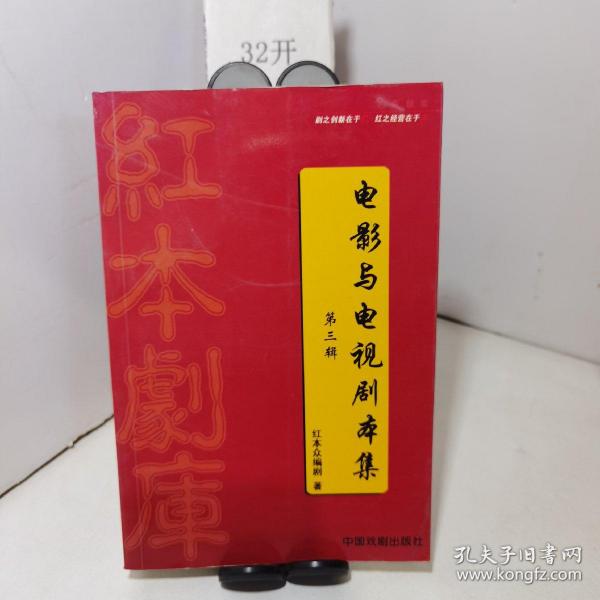 32开
剧之创新在于 红之经营在于
紅本劇庫
电影与电视剧本集
第三辑
红本众编剧 著
中国戏剧出版社
孔夫子旧书网
www.kongfz.com